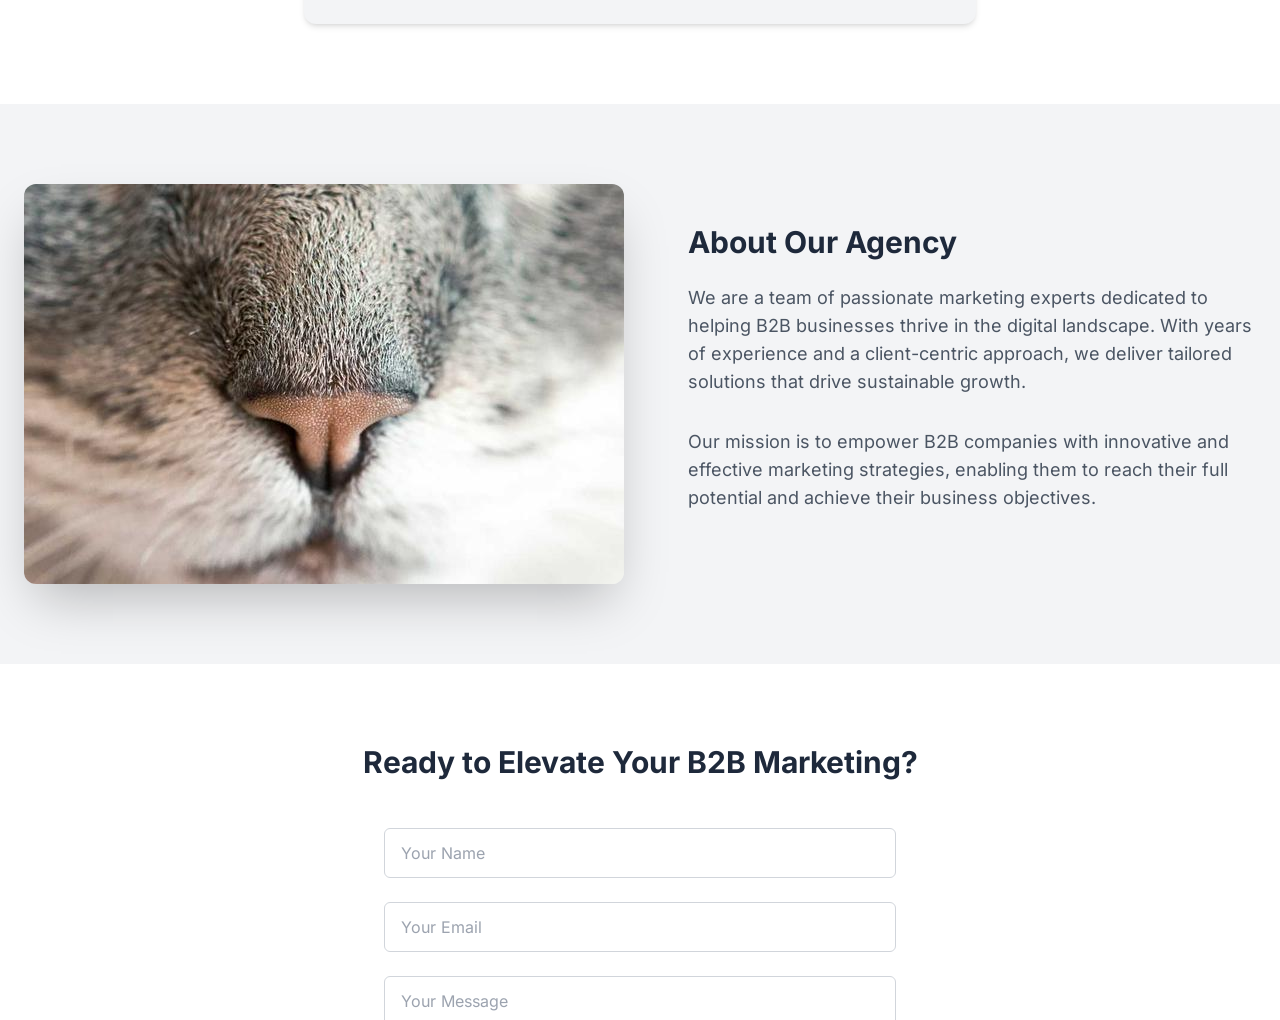 About Our Agency
We are a team of passionate marketing experts dedicated to
helping B2B businesses thrive in the digital landscape. With years
of experience and a client-centric approach, we deliver tailored
solutions that drive sustainable growth.
Our mission is to empower B2B companies with innovative and
effective marketing strategies, enabling them to reach their full
potential and achieve their business objectives.
Ready to Elevate Your B2B Marketing?
Your Name
Your Email
Your Message